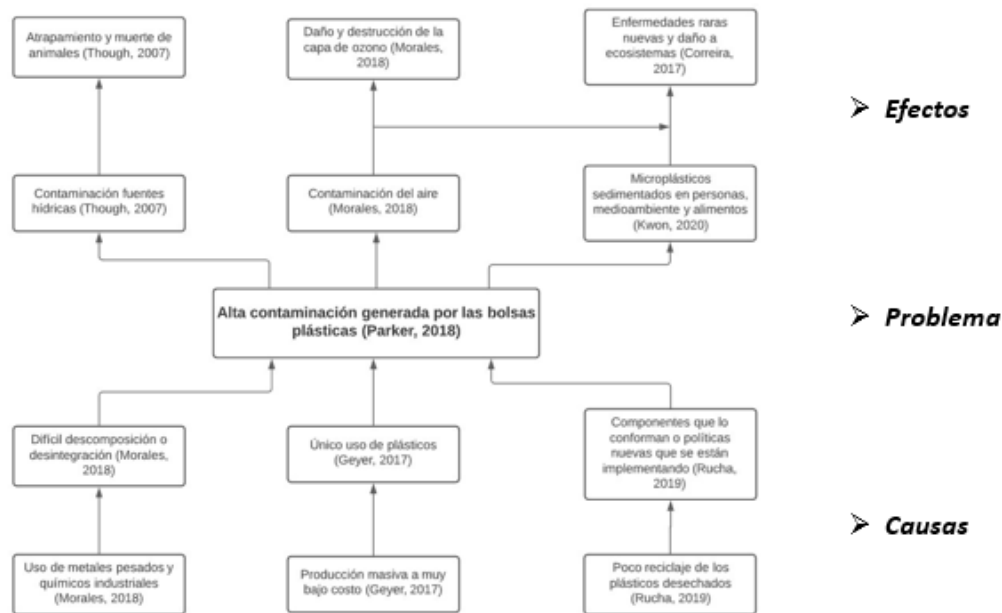 Atrapamiento y muerte de
animales (Though, 2007)
Daño y destrucción de la
capa de ozono (Morales,
2018)
Enfermedades raras
nuevas y daño a
ecosistemas (Correira,
2017)
➢ Efectos
Contaminación fuentes
hídricas (Though, 2007)
Contaminación del aire
(Morales, 2018)
Microplásticos
sedimentados en personas,
medioambiente y alimentos
(Kwon, 2020)
Alta contaminación generada por las bolsas
plásticas (Parker, 2018)
➢ Problema
Difícil descomposición o
desintegración (Morales,
2018)
Único uso de plásticos
(Geyer, 2017)
Componentes que lo
conforman o políticas
nuevas que se están
implementando (Rucha,
2019)
➢ Causas
Uso de metales pesados y
químicos industriales
(Morales, 2018)
Producción masiva a muy
bajo costo (Geyer, 2017)
Poco reciclaje de los
plásticos desechados
(Rucha, 2019)